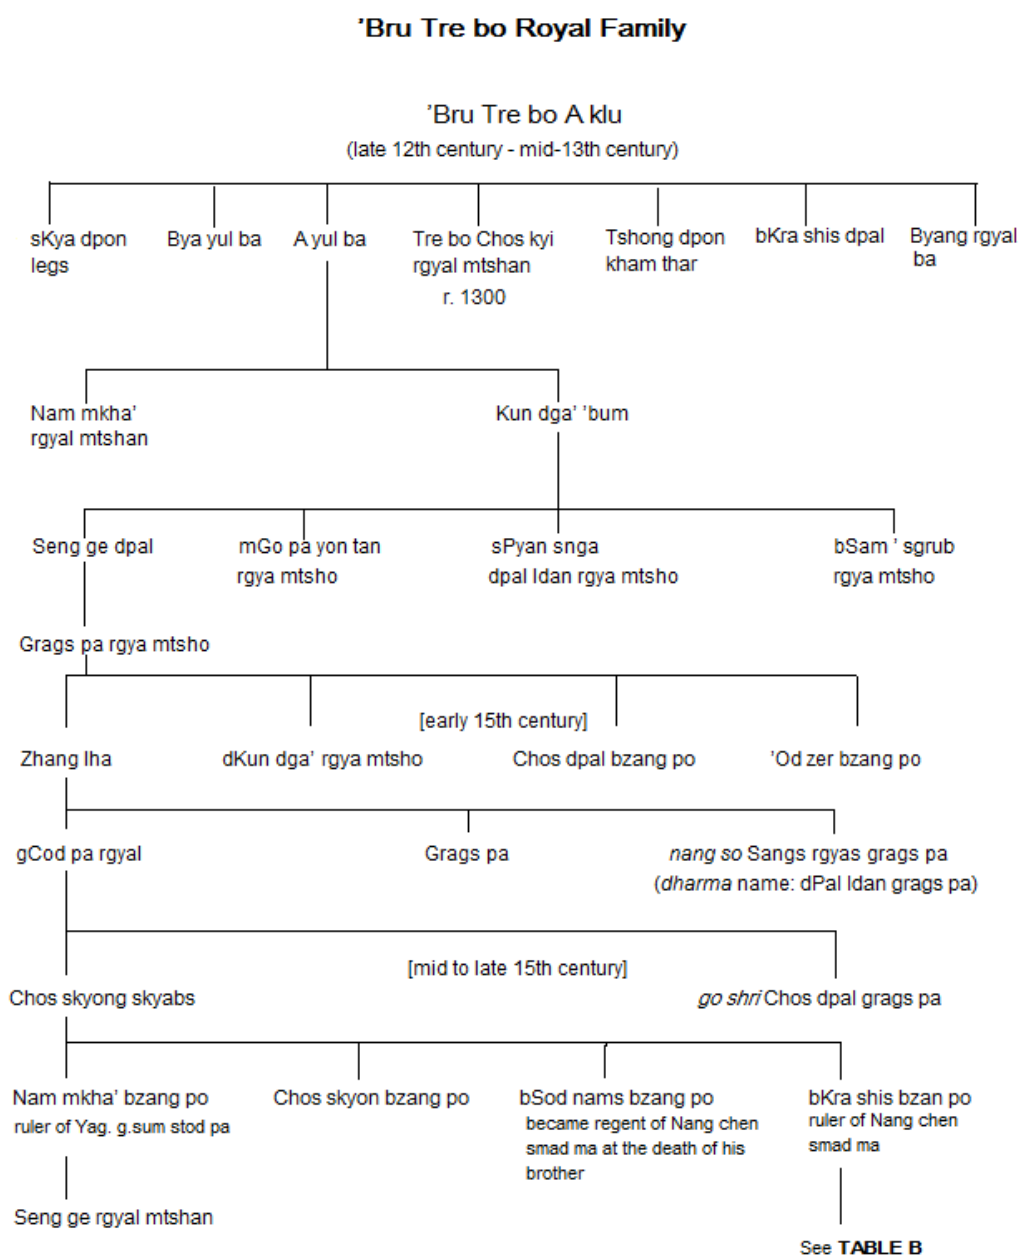 ’Bru Tre bo Royal Family
’Bru Tre bo A klu
(late 12th century - mid-13th century)
sKya dpon
legs
Bya yul ba
A yul ba
Tre bo Chos kyi
rgyal mtshan
r. 1300
Tshong dpon
kham thar
bKra shis dpal
Byang rgyal
ba
Nam mkha’
rgyal mtshan
Kun dga’ ’bum
Seng ge dpal
mGo pa yon tan
rgya mtsho
sPyan snga
dpal ldan rgya mtsho
bSam ’ sgrub
rgya mtsho
Grags pa rgya mtsho
[early 15th century]
Zhang lha
dKun dga’ rgya mtsho
Chos dpal bzang po
’Od zer bzang po
gCod pa rgyal
Grags pa
nang so Sangs rgyas grags pa
(dharma name: dPal ldan grags pa)
[mid to late 15th century]
Chos skyong skyabs
go shri Chos dpal grags pa
Nam mkha’ bzang po
ruler of Yag. g.sum stod pa
Chos skyon bzang po
bSod nams bzang po
became regent of Nang chen
smad ma at the death of his
brother
bKra shis bzan po
ruler of Nang chen
smad ma
Seng ge rgyal mtshan
See TABLE B